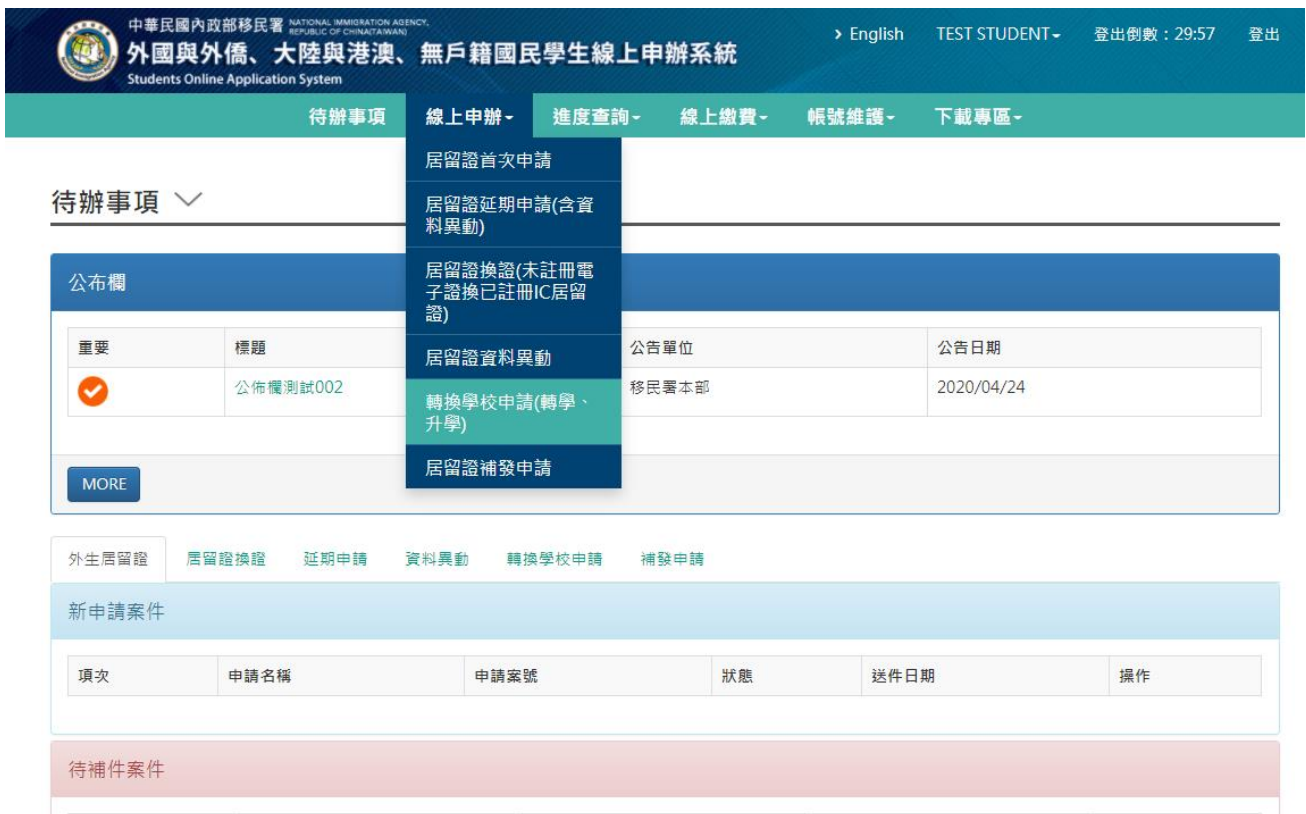 中華民國內政部移民署 NATIONAL IMMIGRATION AGENCY,
REPUBLIC OF CHINA(TAIWAN)
外國與外僑、大陸與港澳、無戶籍國民學生線上申辦系統
Students Online Application System
> English TEST STUDENT 登出倒數：29:57 登出
待辦事項 線上申辦 進度查詢 線上繳費 帳號維護 下載專區
居留證首次申請
居留證延期申請(含資
料異動)
居留證換證(未註冊電
子證換已註冊IC居留
證)
居留證資料異動
轉換學校申請(轉學、
升學)
居留證補發申請
待辦事項
公布欄
重要 標題 公告單位 公告日期
公佈欄測試002 移民署本部 2020/04/24
MORE
外生居留證 居留證換證 延期申請 資料異動 轉換學校申請 補發申請
新申請案件
項次 申請名稱 申請案號 狀態 送件日期 操作
待補件案件